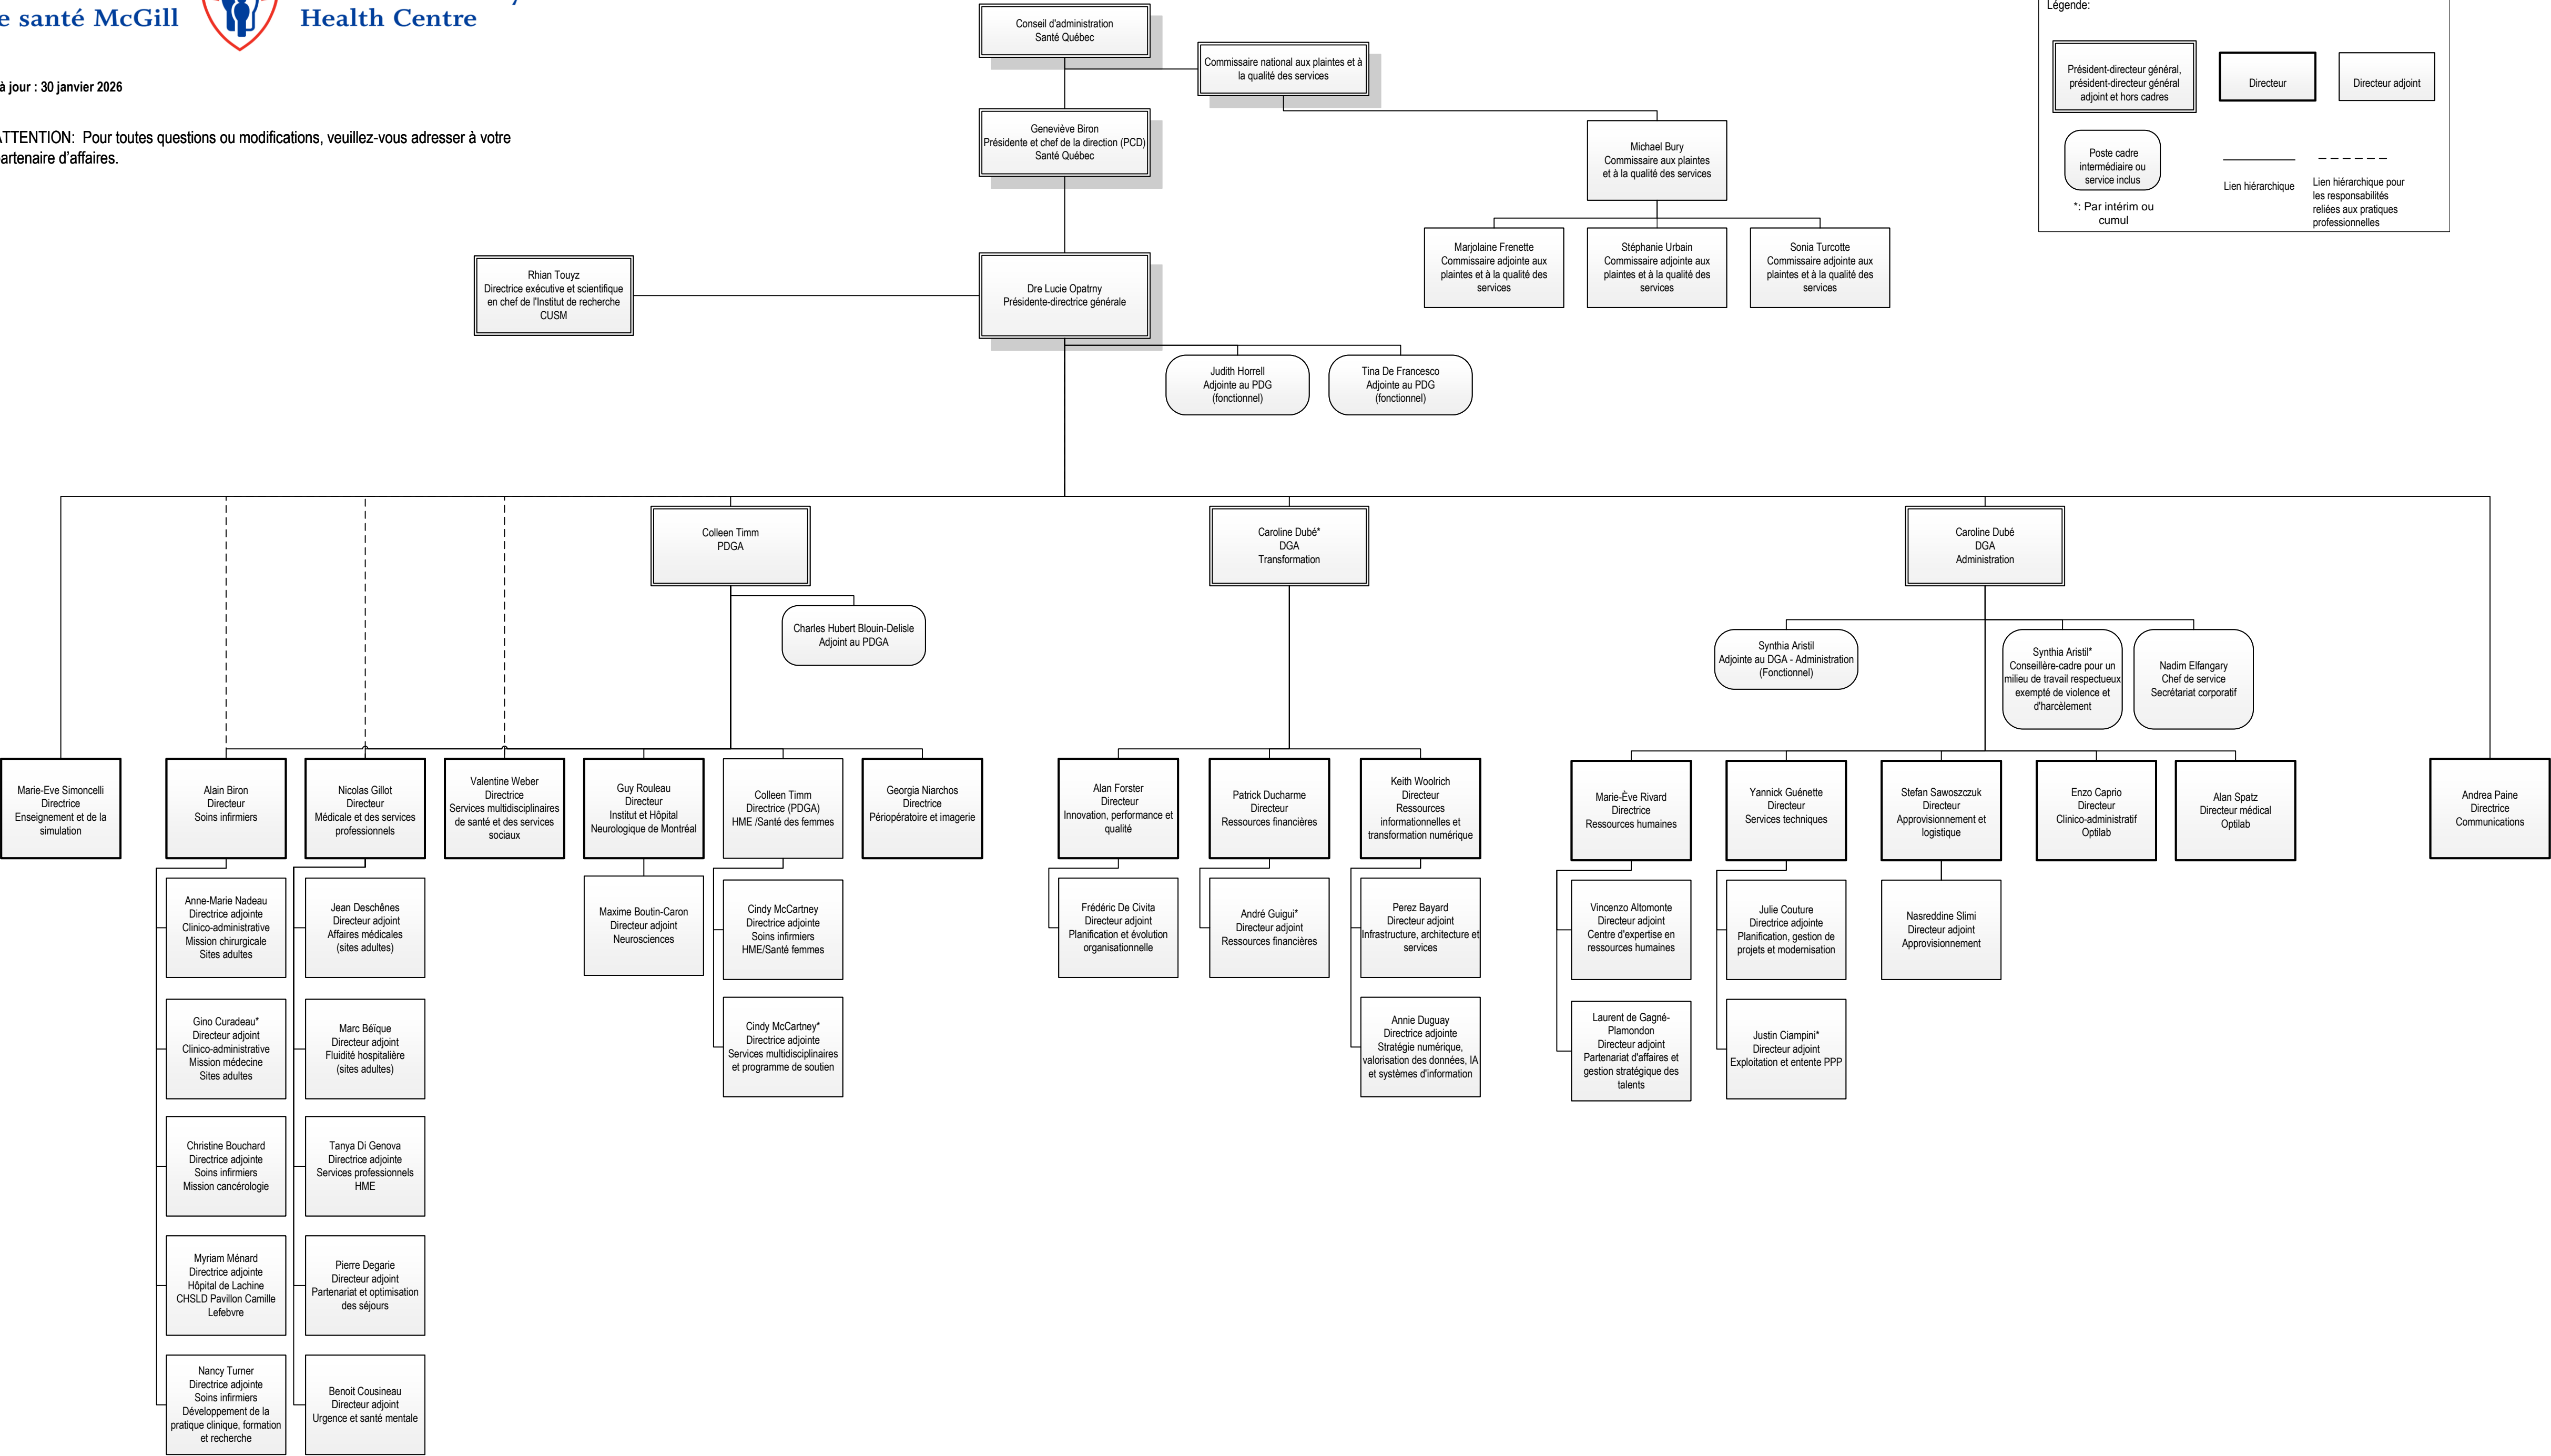 e santé McGill
Health Centre
à jour : 30 janvier 2026
ATTENTION: Pour toutes questions ou modifications, veuillez-vous adresser à votre
partenaire d'affaires.
Conseil d'administration
Santé Québec
Commissaire national aux plaintes et à
la qualité des services
Geneviève Biron
Présidente et chef de la direction (PCD)
Santé Québec
Michael Bury
Commissaire aux plaintes
et à la qualité des services
Marjolaine Frenette
Commissaire adjointe aux
plaintes et à la qualité des
services
Stéphanie Urbain
Commissaire adjointe aux
plaintes et à la qualité des
services
Sonia Turcotte
Commissaire adjointe aux
plaintes et à la qualité des
services
Légende:
Président-directeur général,
président-directeur général
adjoint et hors cadres
Directeur
Directeur adjoint
Poste cadre
intermédiaire ou
service inclus
Lien hiérarchique
Lien hiérarchique pour
les responsabilités
reliées aux pratiques
professionnelles
*: Par intérim ou
cumul
Rhian Touyz
Directrice exécutive et scientifique
en chef de l'Institut de recherche
CUSM
Dre Lucie Opatrny
Présidente-directrice générale
Judith Horrell
Adjointe au PDG
(fonctionnel)
Tina De Francesco
Adjointe au PDG
(fonctionnel)
Colleen Timm
PDGA
Caroline Dubé*
DGA
Transformation
Caroline Dubé
DGA
Administration
Charles Hubert Blouin-Delisle
Adjoint au PDGA
Synthia Aristil
Adjointe au DGA - Administration
(Fonctionnel)
Synthia Aristil*
Conseillère-cadre pour un
milieu de travail respectueux
exempté de violence et
d'harcèlement
Nadim Elfangary
Chef de service
Secrétariat corporatif
Marie-Eve Simoncelli
Directrice
Enseignement et de la
simulation
Alain Biron
Directeur
Soins infirmiers
Nicolas Gillot
Directeur
Médicale et des services
professionnels
Valentine Weber
Directrice
Services multidisciplinaires
de santé et des services
sociaux
Guy Rouleau
Directeur
Institut et Hôpital
Neurologique de Montréal
Colleen Timm
Directrice (PDGA)
HME /Santé des femmes
Georgia Niarchos
Directrice
Périopératoire et imagerie
Alan Forster
Directeur
Innovation, performance et
qualité
Patrick Ducharme
Directeur
Ressources financières
Keith Woolrich
Directeur
Ressources
informationnelles et
transformation numérique
Marie-Ève Rivard
Directrice
Ressources humaines
Yannick Guénette
Directeur
Services techniques
Stefan Sawoszczuk
Directeur
Approvisionnement et
logistique
Enzo Caprio
Directeur
Clinico-administratif
Optilab
Alan Spatz
Directeur médical
Optilab
Andrea Paine
Directrice
Communications
Anne-Marie Nadeau
Directrice adjointe
Clinico-administrative
Mission chirurgicale
Sites adultes
Jean Deschênes
Directeur adjoint
Affaires médicales
(sites adultes)
Maxime Boutin-Caron
Directeur adjoint
Neurosciences
Cindy McCartney
Directrice adjointe
Soins infirmiers
HME/Santé femmes
Frédéric De Civita
Directeur adjoint
Planification et évolution
organisationnelle
André Guigui*
Directeur adjoint
Ressources financières
Perez Bayard
Directeur adjoint
Infrastructure, architecture et
services
Vincenzo Altomonte
Directeur adjoint
Centre d'expertise en
ressources humaines
Julie Couture
Directrice adjointe
Planification, gestion de
projets et modernisation
Nasreddine Slimi
Directeur adjoint
Approvisionnement
Gino Curadeau*
Directeur adjoint
Clinico-administrative
Mission médecine
Sites adultes
Marc Béïque
Directeur adjoint
Fluidité hospitalière
(sites adultes)
Cindy McCartney*
Directrice adjointe
Services multidisciplinaires
et programme de soutien
Annie Duguay
Directrice adjointe
Stratégie numérique,
valorisation des données, IA
et systèmes d'information
Laurent de Gagné-
Plamondon
Directeur adjoint
Partenariat d'affaires et
gestion stratégique des
talents
Justin Ciampini*
Directeur adjoint
Exploitation et entente PPP
Christine Bouchard
Directrice adjointe
Soins infirmiers
Mission cancérologie
Tanya Di Genova
Directrice adjointe
Services professionnels
HME
Myriam Ménard
Directrice adjointe
Hôpital de Lachine
CHSLD Pavillon Camille
Lefebvre
Pierre Degarie
Directeur adjoint
Partenariat et optimisation
des séjours
Nancy Turner
Directrice adjointe
Soins infirmiers
Développement de la
pratique clinique, formation
et recherche
Benoit Cousineau
Directeur adjoint
Urgence et santé mentale